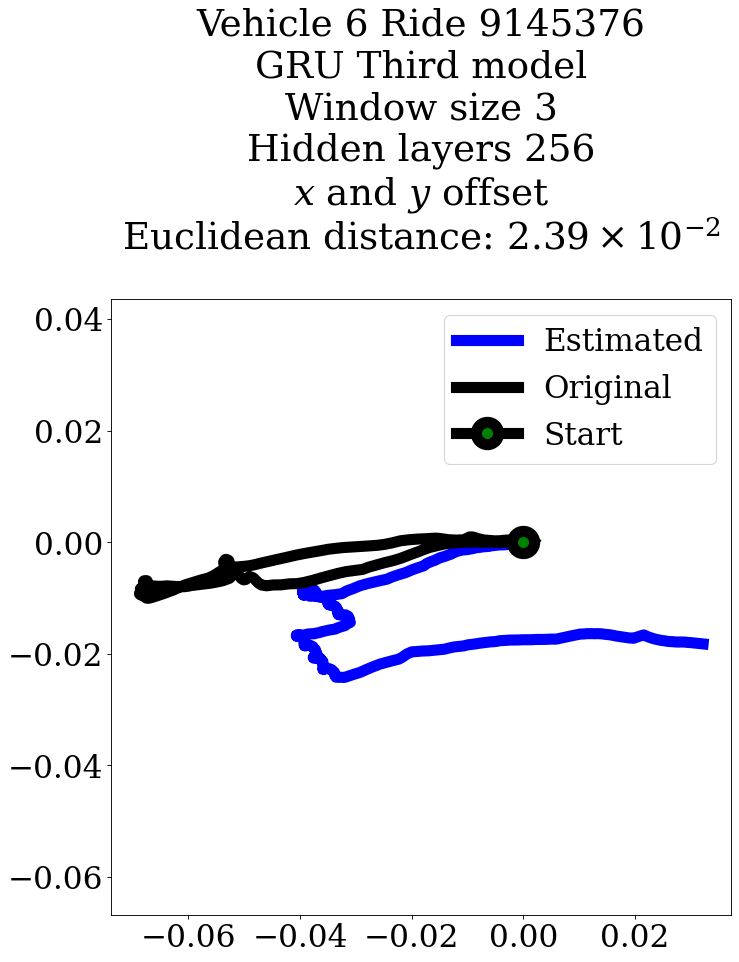 Vehicle 6 Ride 9145376
GRU Third model
Window size 3
Hidden layers 256
x and y offset
Euclidean distance: 2.39 × 10⁻²
0.04
0.02
0.00
−0.02
−0.04
−0.06
Estimated
Original
Start
−0.06 −0.04 −0.02 0.00 0.02